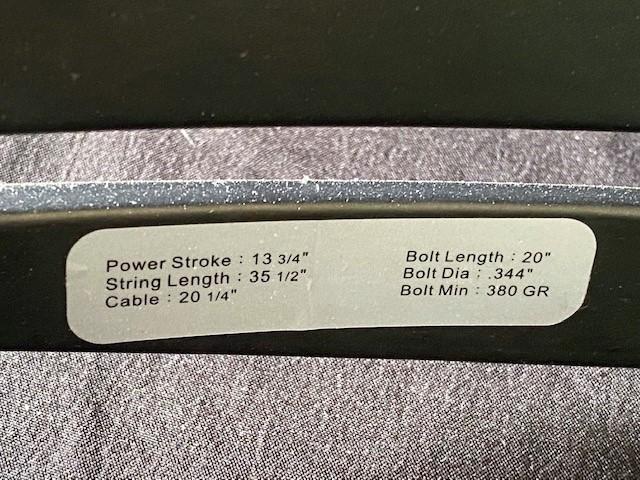 Power Stroke : 13 3/4"
String Length : 35 1/2"
Cable : 20 1/4"
Bolt Length : 20"
Bolt Dia : .344"
Bolt Min : 380 GR